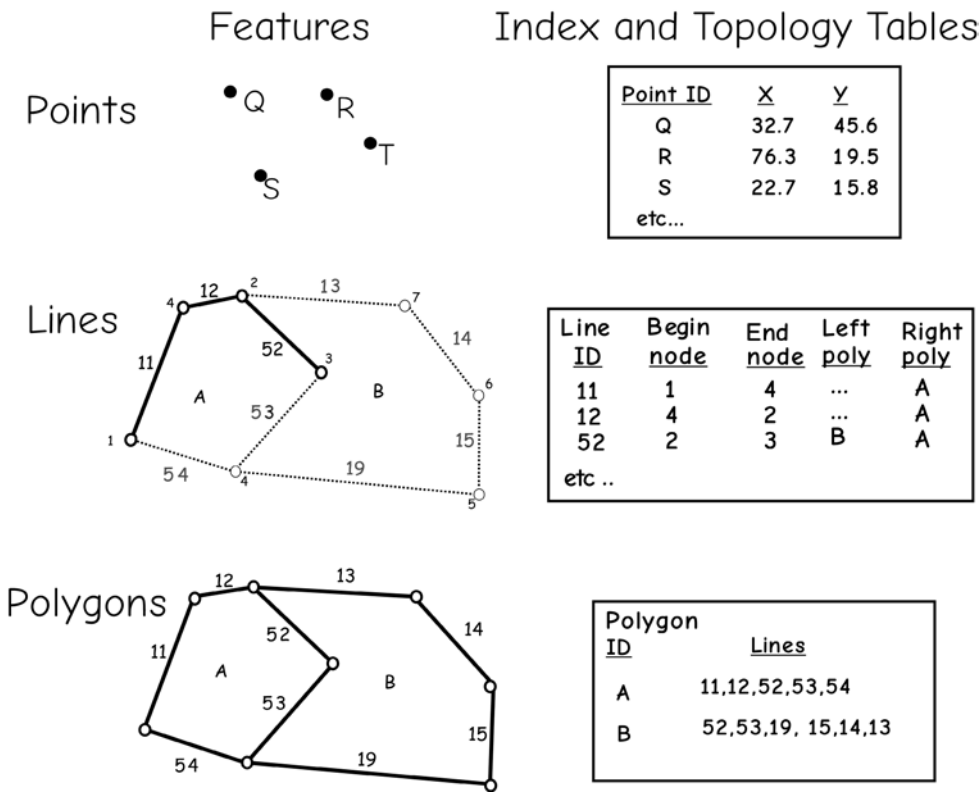 Features
Index and Topology Tables
Points
Q
R
T
S
Point ID X Y
Q 32.7 45.6
R 76.3 19.5
S 22.7 15.8
etc...
Lines
4
12
2
13
7
11
52
3
14
A
B
6
53
1
54
4
19
15
5
Line ID Begin node End node Left poly Right poly
11 1 4 ... A
12 4 2 ... A
52 2 3 B A
etc ..
Polygons
12
13
11
52
14
A
B
53
15
54
19
Polygon ID Lines
A 11,12,52,53,54
B 52,53,19, 15,14,13